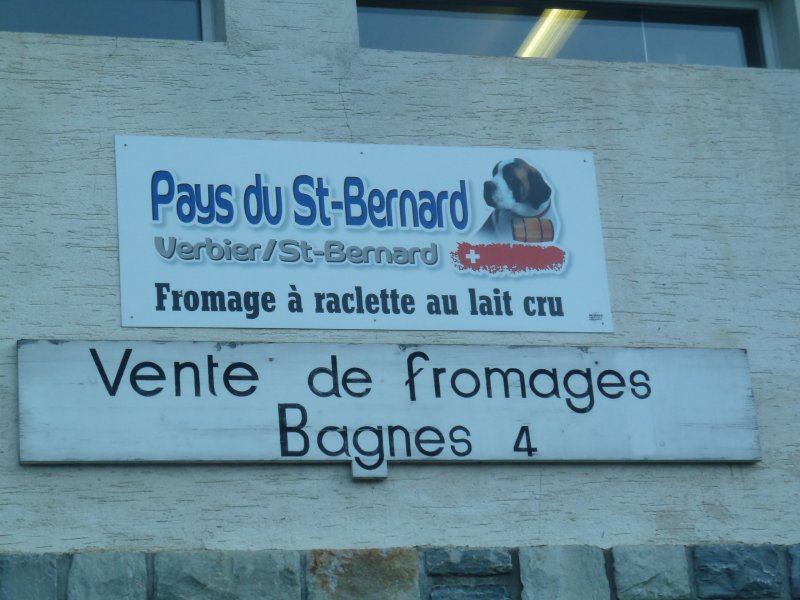 Pays du St-Bernard
Verbier/St-Bernard
Fromage à raclette au lait cru
Vente de fromages
Bagnes 4